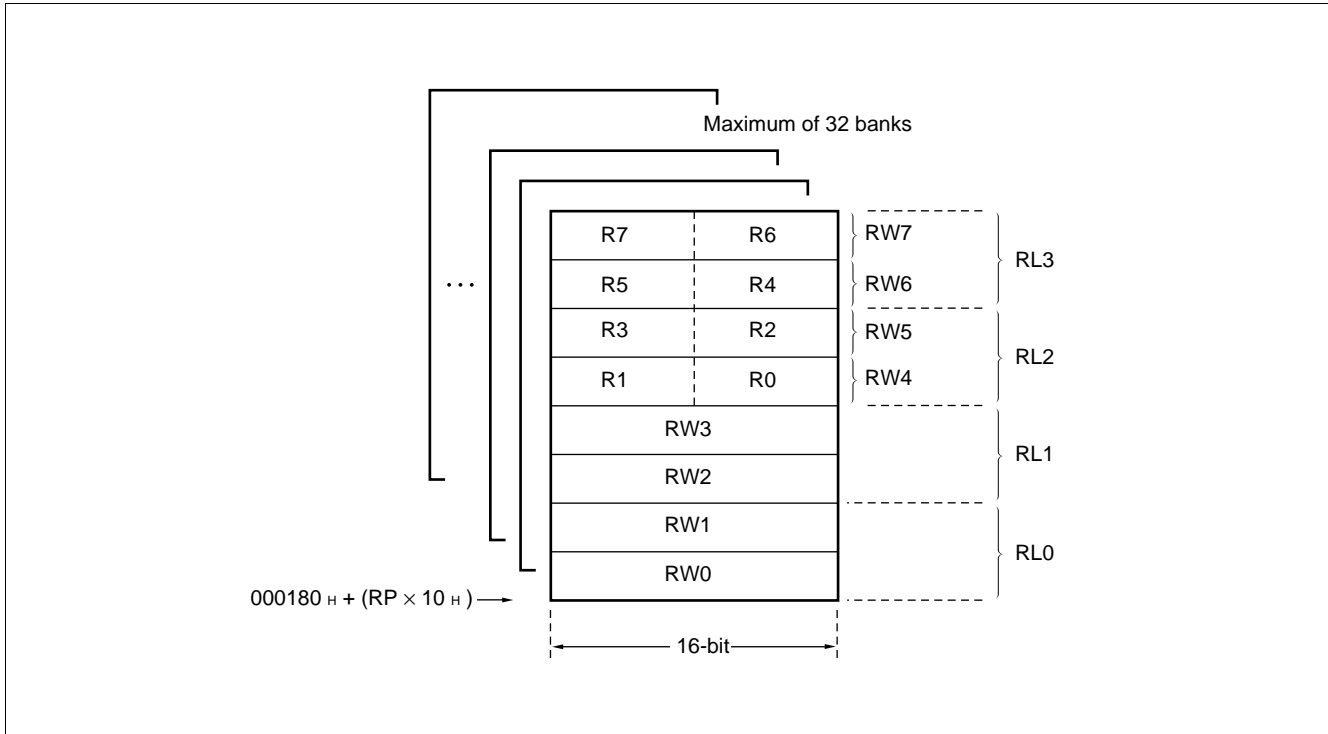 Maximum of 32 banks
R7 R6 RW7
RL3
. . . R5 R4 RW6
R3 R2 RW5
RL2
R1 R0 RW4
RW3
RL1
RW2
RW1
RL0
RW0
000180 H + (RP × 10 H )
16-bit